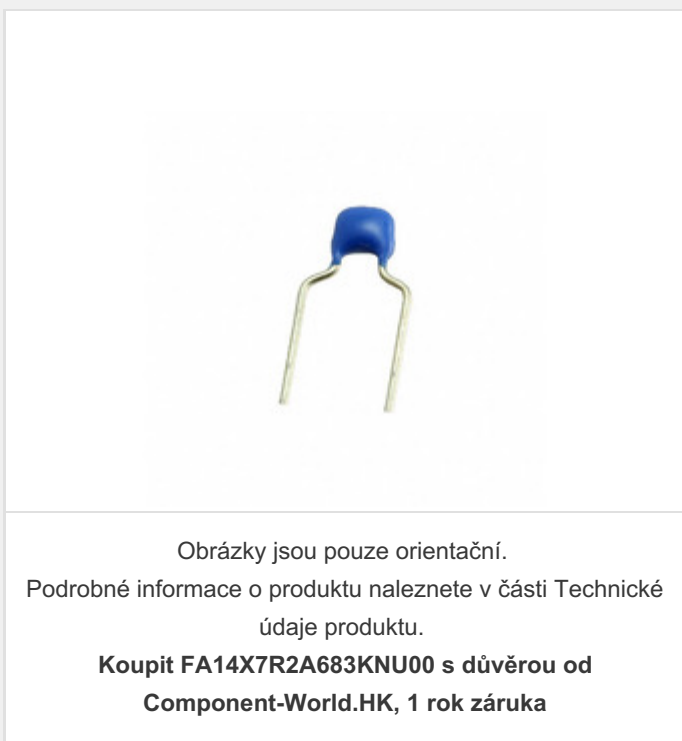 Obrázky jsou pouze orientační.
Podrobné informace o produktu naleznete v části Technické
údaje produktu.
Koupit FA14X7R2A683KNU00 s důvěrou od
Component-World.HK, 1 rok záruka